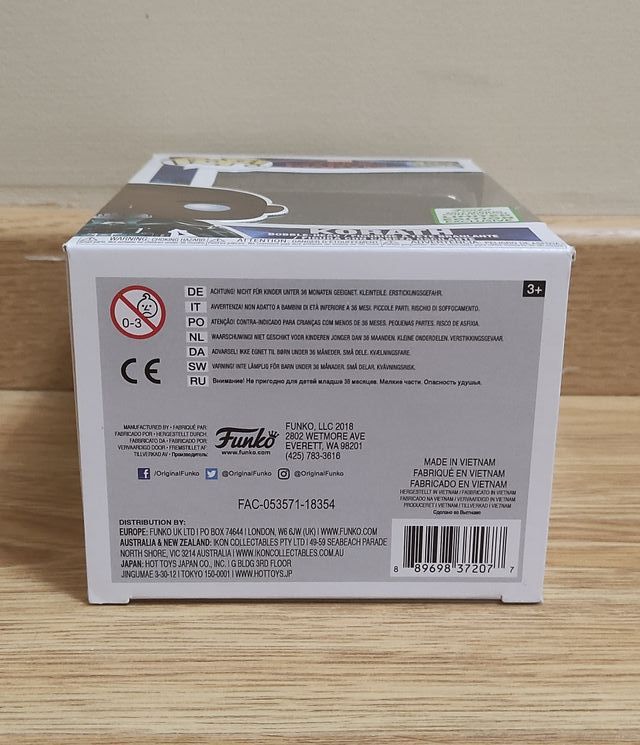 KORATH
WARNING: CHOKING HAZARD
ATTENTION:
0-3
3+
DE ACHTUNG! NICHT FÜR KINDER UNTER 36 MONATEN GEEIGNET. KLEINTEILE. ERSTICKUNGSGEFAHR.
IT AVVERTENZA! NON ADATTO A BAMBINI DI ETÀ INFERIORE A 36 MESI. PICCOLE PARTI. RISCHIO DI SOFFOCAMENTO.
PO ATENÇÃO! CONTRA-INDICADO PARA CRIANÇAS COM MENOS DE 36 MESES. PEQUENAS PARTES. RISCO DE ASFIXIA.
NL WAARSCHUWING! NIET GESCHIKT VOOR KINDEREN JONGER DAN 36 MAANDEN. KLEINE ONDERDELEN. VERSTIKKINGSGEVAAR.
DA ADVARSEL! IKKE EGNET TIL BØRN UNDER 36 MÅNEDER. SMÅ DELE. KVÆLNINGSFARE.
SW VARNING! INTE LÄMPLIG FÖR BARN UNDER 36 MÅNADER. SMÅ DELAR. KVÄVNINGSRISK.
RU Внимание! Не пригодно для детей младше 36 месяцев. Мелкие части. Опасность удушья.
CE
MANUFACTURED BY · FABRIQUÉ PAR
FABRICADO POR · HERGESTELLT DURCH
FABBRICATO DA · FABRICADO POR
VERVAARDIGD DOOR · FREMSTILLET AF
TILLVERKAD AV · Производитель:
Funko
www.funko.com
FUNKO, LLC 2018
2802 WETMORE AVE
EVERETT, WA 98201
(425) 783-3616
/OriginalFunko @OriginalFunko @OriginalFunko
FAC-053571-18354
MADE IN VIETNAM
FABRIQUÉ EN VIETNAM
FABRICADO EN VIETNAM
HERGESTELLT IN VIETNAM / FABBRICATO IN VIETNAM
FABRICADO NA VIETNAM / VERVAARDIGD IN VIETNAM
PRODUCERET I VIETNAM / TILLVERKAD I VIETNAM
Сделано во Вьетнаме
DISTRIBUTION BY:
EUROPE: FUNKO UK LTD | PO BOX 74644 | LONDON, W6 6JW (UK) | WWW.FUNKO.COM
AUSTRALIA & NEW ZEALAND: IKON COLLECTABLES PTY LTD | 49-59 SEABEACH PARADE
NORTH SHORE, VIC 3214 AUSTRALIA | WWW.IKONCOLLECTABLES.COM.AU
JAPAN: HOT TOYS JAPAN CO., INC. | G BLDG 3RD FLOOR
JINGUMAE 3-30-12 | TOKYO 150-0001 | WWW.HOTTOYS.JP
8 89698 37207 7